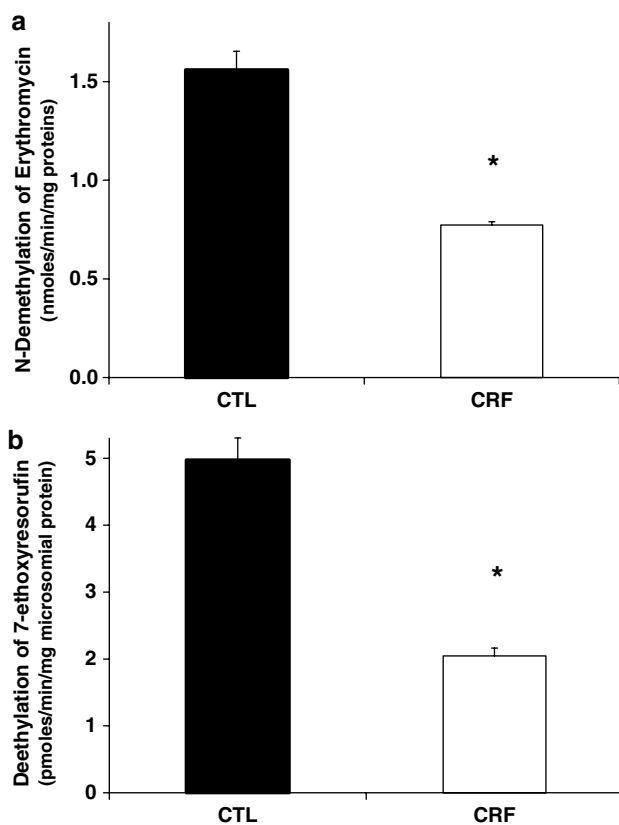 a
N-Demethylation of Erythromycin
(nmoles/min/mg proteins)
1.5
1.0
0.5
0.0
*
CTL
CRF
b
Deethylation of 7-ethoxyresorufin
(pmoles/min/mg microsomial protein)
5
4
3
2
1
0
*
CTL
CRF